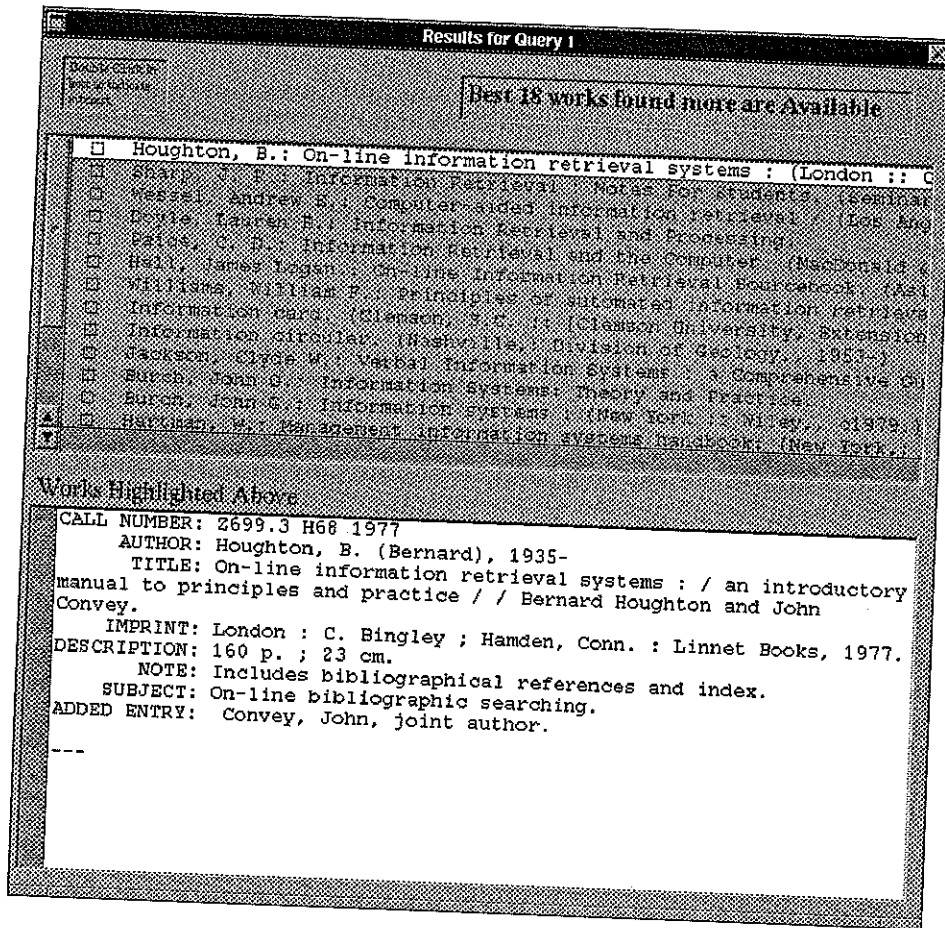 Results for Query 1
Best 18 works found more are Available
Houghton, B.: On-line information retrieval systems : (London :: C
Sharp, J. R.: Information Retrieval : Notes for Students, (Seminar
Wessel, Andrew E.: Computer-aided information retrieval / (Los Ang
Doyle, Lauren B.: Information Retrieval and Processing.
Paice, C. D.: Information Retrieval and the Computer. (MacDonald &
Hall, James Logan.: On-line Information Retrieval Sourcebook, (Asl
Williams, William F.: Principles of automated information retrieva
Information card. (Clemson, S.C. :: [Clemson University, Extension
Information circular. (Nashville,: Division of Geology, 1953-)
Jackson, Clyde W.: Verbal Information Systems : A Comprehensive Gu
Burch, John G.: Information Systems: Theory and Practice.
Burch, John G.: Information systems : (New York :: Wiley, c1979.)
Hartman, W.: Management information systems handbook; (New York,:
Works Highlighted Above
CALL NUMBER: Z699.3 H68 1977
AUTHOR: Houghton, B. (Bernard), 1935-
TITLE: On-line information retrieval systems : / an introductory
manual to principles and practice / / Bernard Houghton and John
Convey.
IMPRINT: London : C. Bingley ; Hamden, Conn. : Linnet Books, 1977.
DESCRIPTION: 160 p. ; 23 cm.
NOTE: Includes bibliographical references and index.
SUBJECT: On-line bibliographic searching.
ADDED ENTRY: Convey, John, joint author.
---